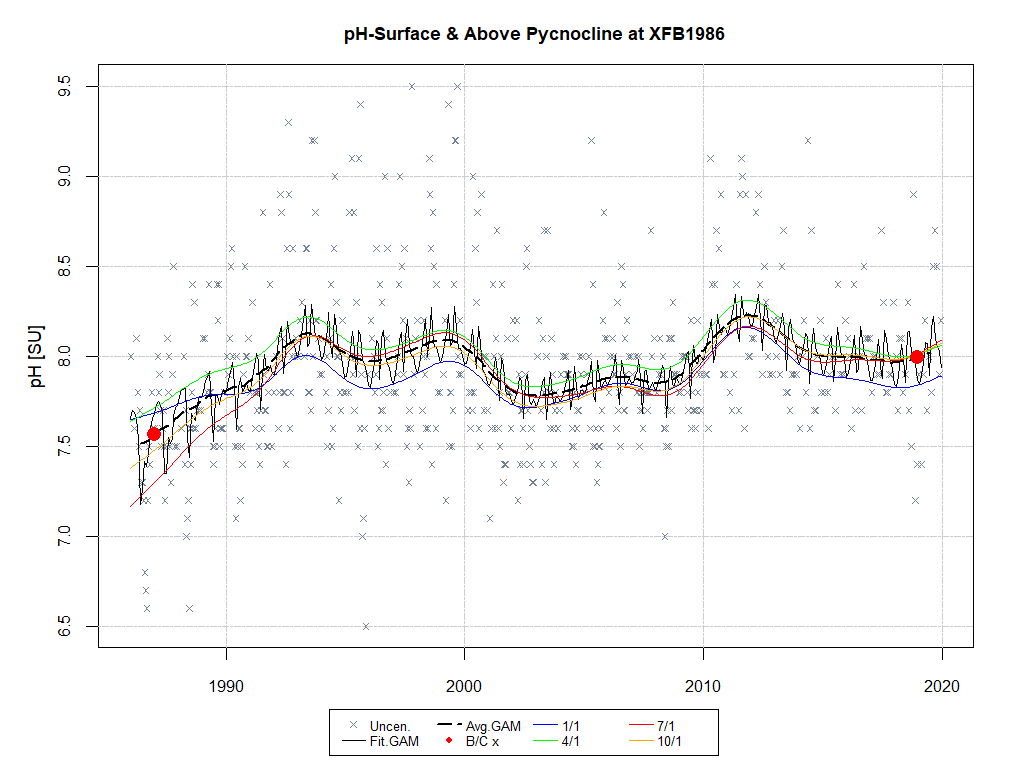 pH-Surface & Above Pycnocline at XFB1986
pH [SU]
9.5
9.0
8.5
8.0
7.5
7.0
6.5
1990 2000 2010 2020
Uncen. Avg.GAM 1/1 7/1
Fit.GAM B/C x 4/1 10/1